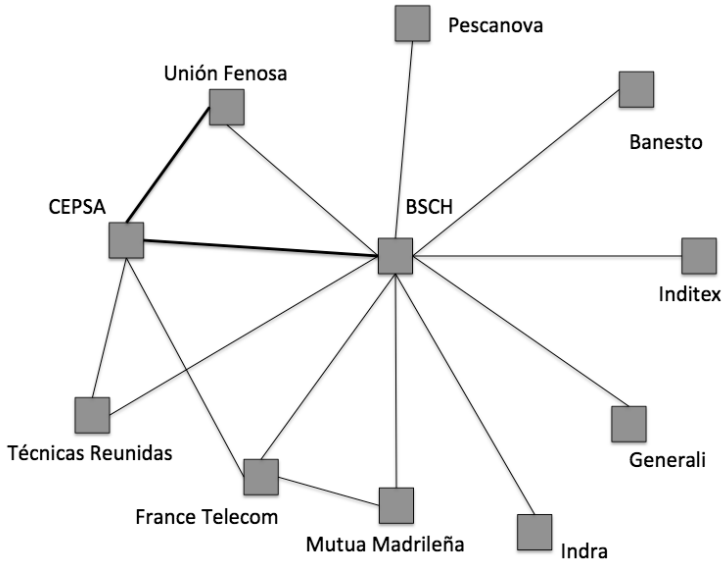 Pescanova
Unión Fenosa
Banesto
CEPSA
BSCH
Inditex
Técnicas Reunidas
Generali
France Telecom
Mutua Madrileña
Indra